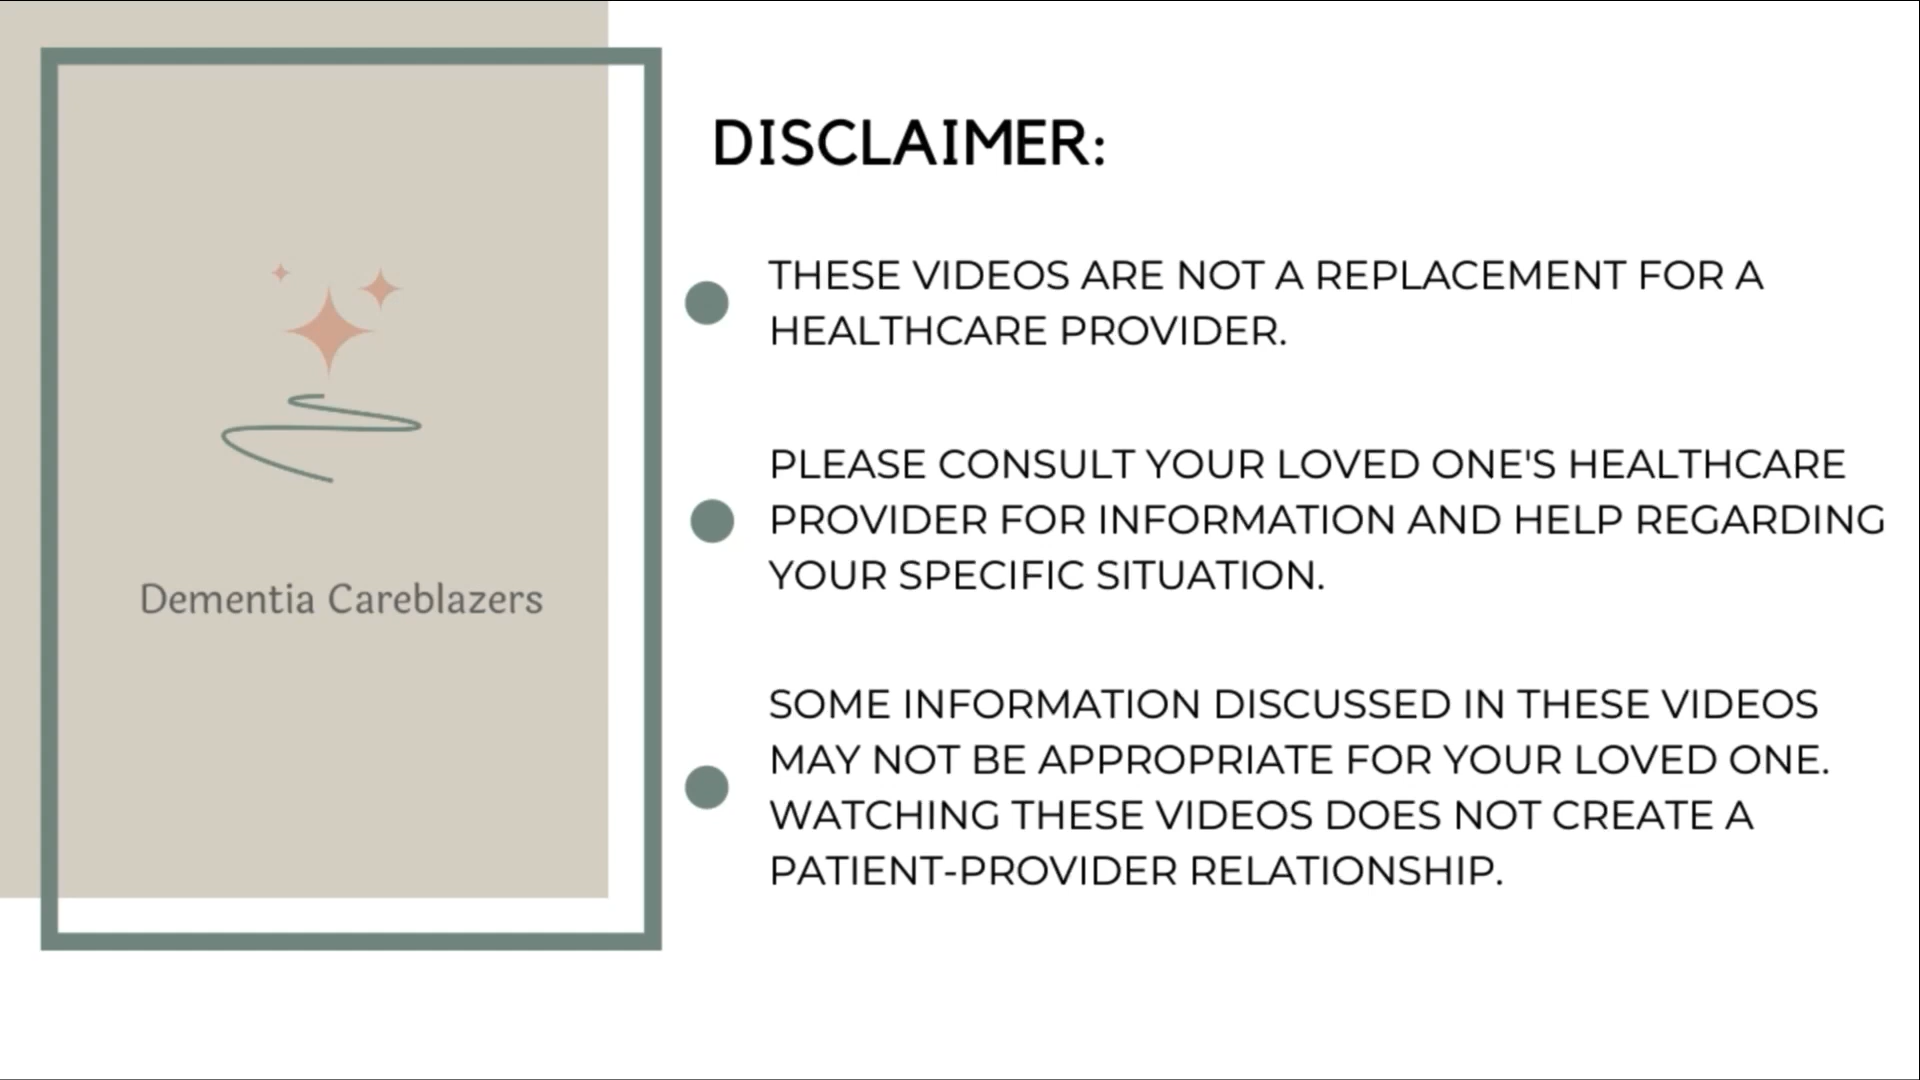 Dementia Careblazers
DISCLAIMER:
THESE VIDEOS ARE NOT A REPLACEMENT FOR A
HEALTHCARE PROVIDER.
PLEASE CONSULT YOUR LOVED ONE'S HEALTHCARE
PROVIDER FOR INFORMATION AND HELP REGARDING
YOUR SPECIFIC SITUATION.
SOME INFORMATION DISCUSSED IN THESE VIDEOS
MAY NOT BE APPROPRIATE FOR YOUR LOVED ONE.
WATCHING THESE VIDEOS DOES NOT CREATE A
PATIENT-PROVIDER RELATIONSHIP.